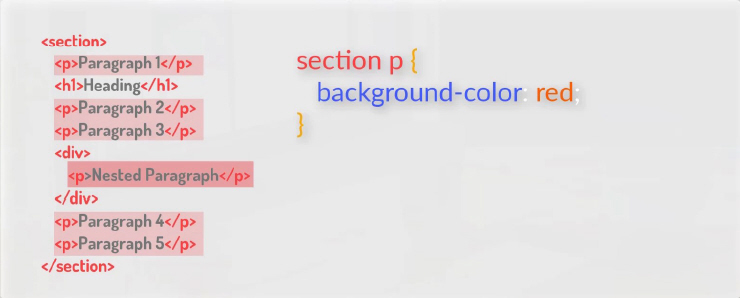 <section>
<p>Paragraph 1</p>
<h1>Heading</h1>
<p>Paragraph 2</p>
<p>Paragraph 3</p>
<div>
<p>Nested Paragraph</p>
</div>
<p>Paragraph 4</p>
<p>Paragraph 5</p>
</section>
section p {
background-color: red;
}